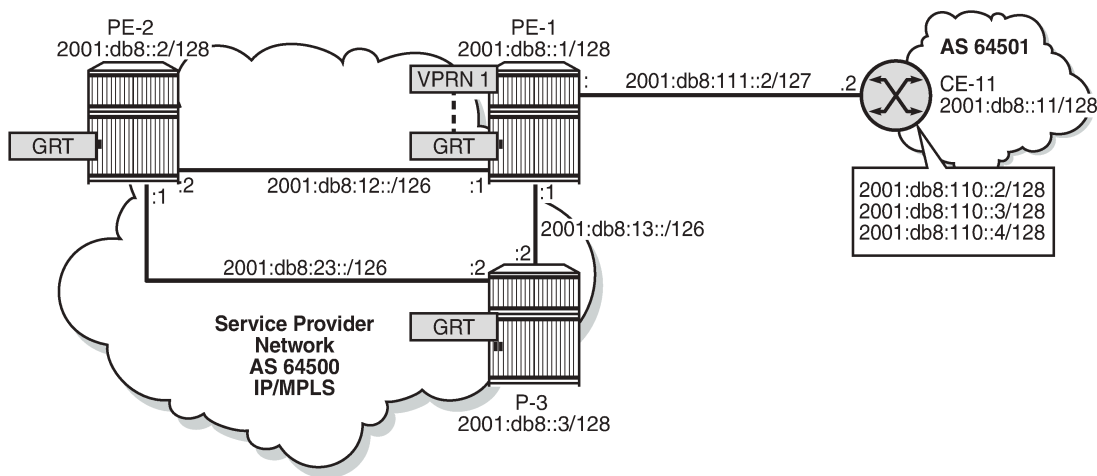 PE-2
2001:db8::2/128
PE-1
2001:db8::1/128
AS 64501
VPRN 1
:
2001:db8:111::2/127
.2
CE-11
2001:db8::11/128
GRT
GRT
:2
2001:db8:12::/126
:1
:1
:1
2001:db8:110::2/128
2001:db8:110::3/128
2001:db8:110::4/128
2001:db8:13::/126
2001:db8:23::/126
:2
:2
Service Provider
Network
AS 64500
IP/MPLS
GRT
P-3
2001:db8::3/128